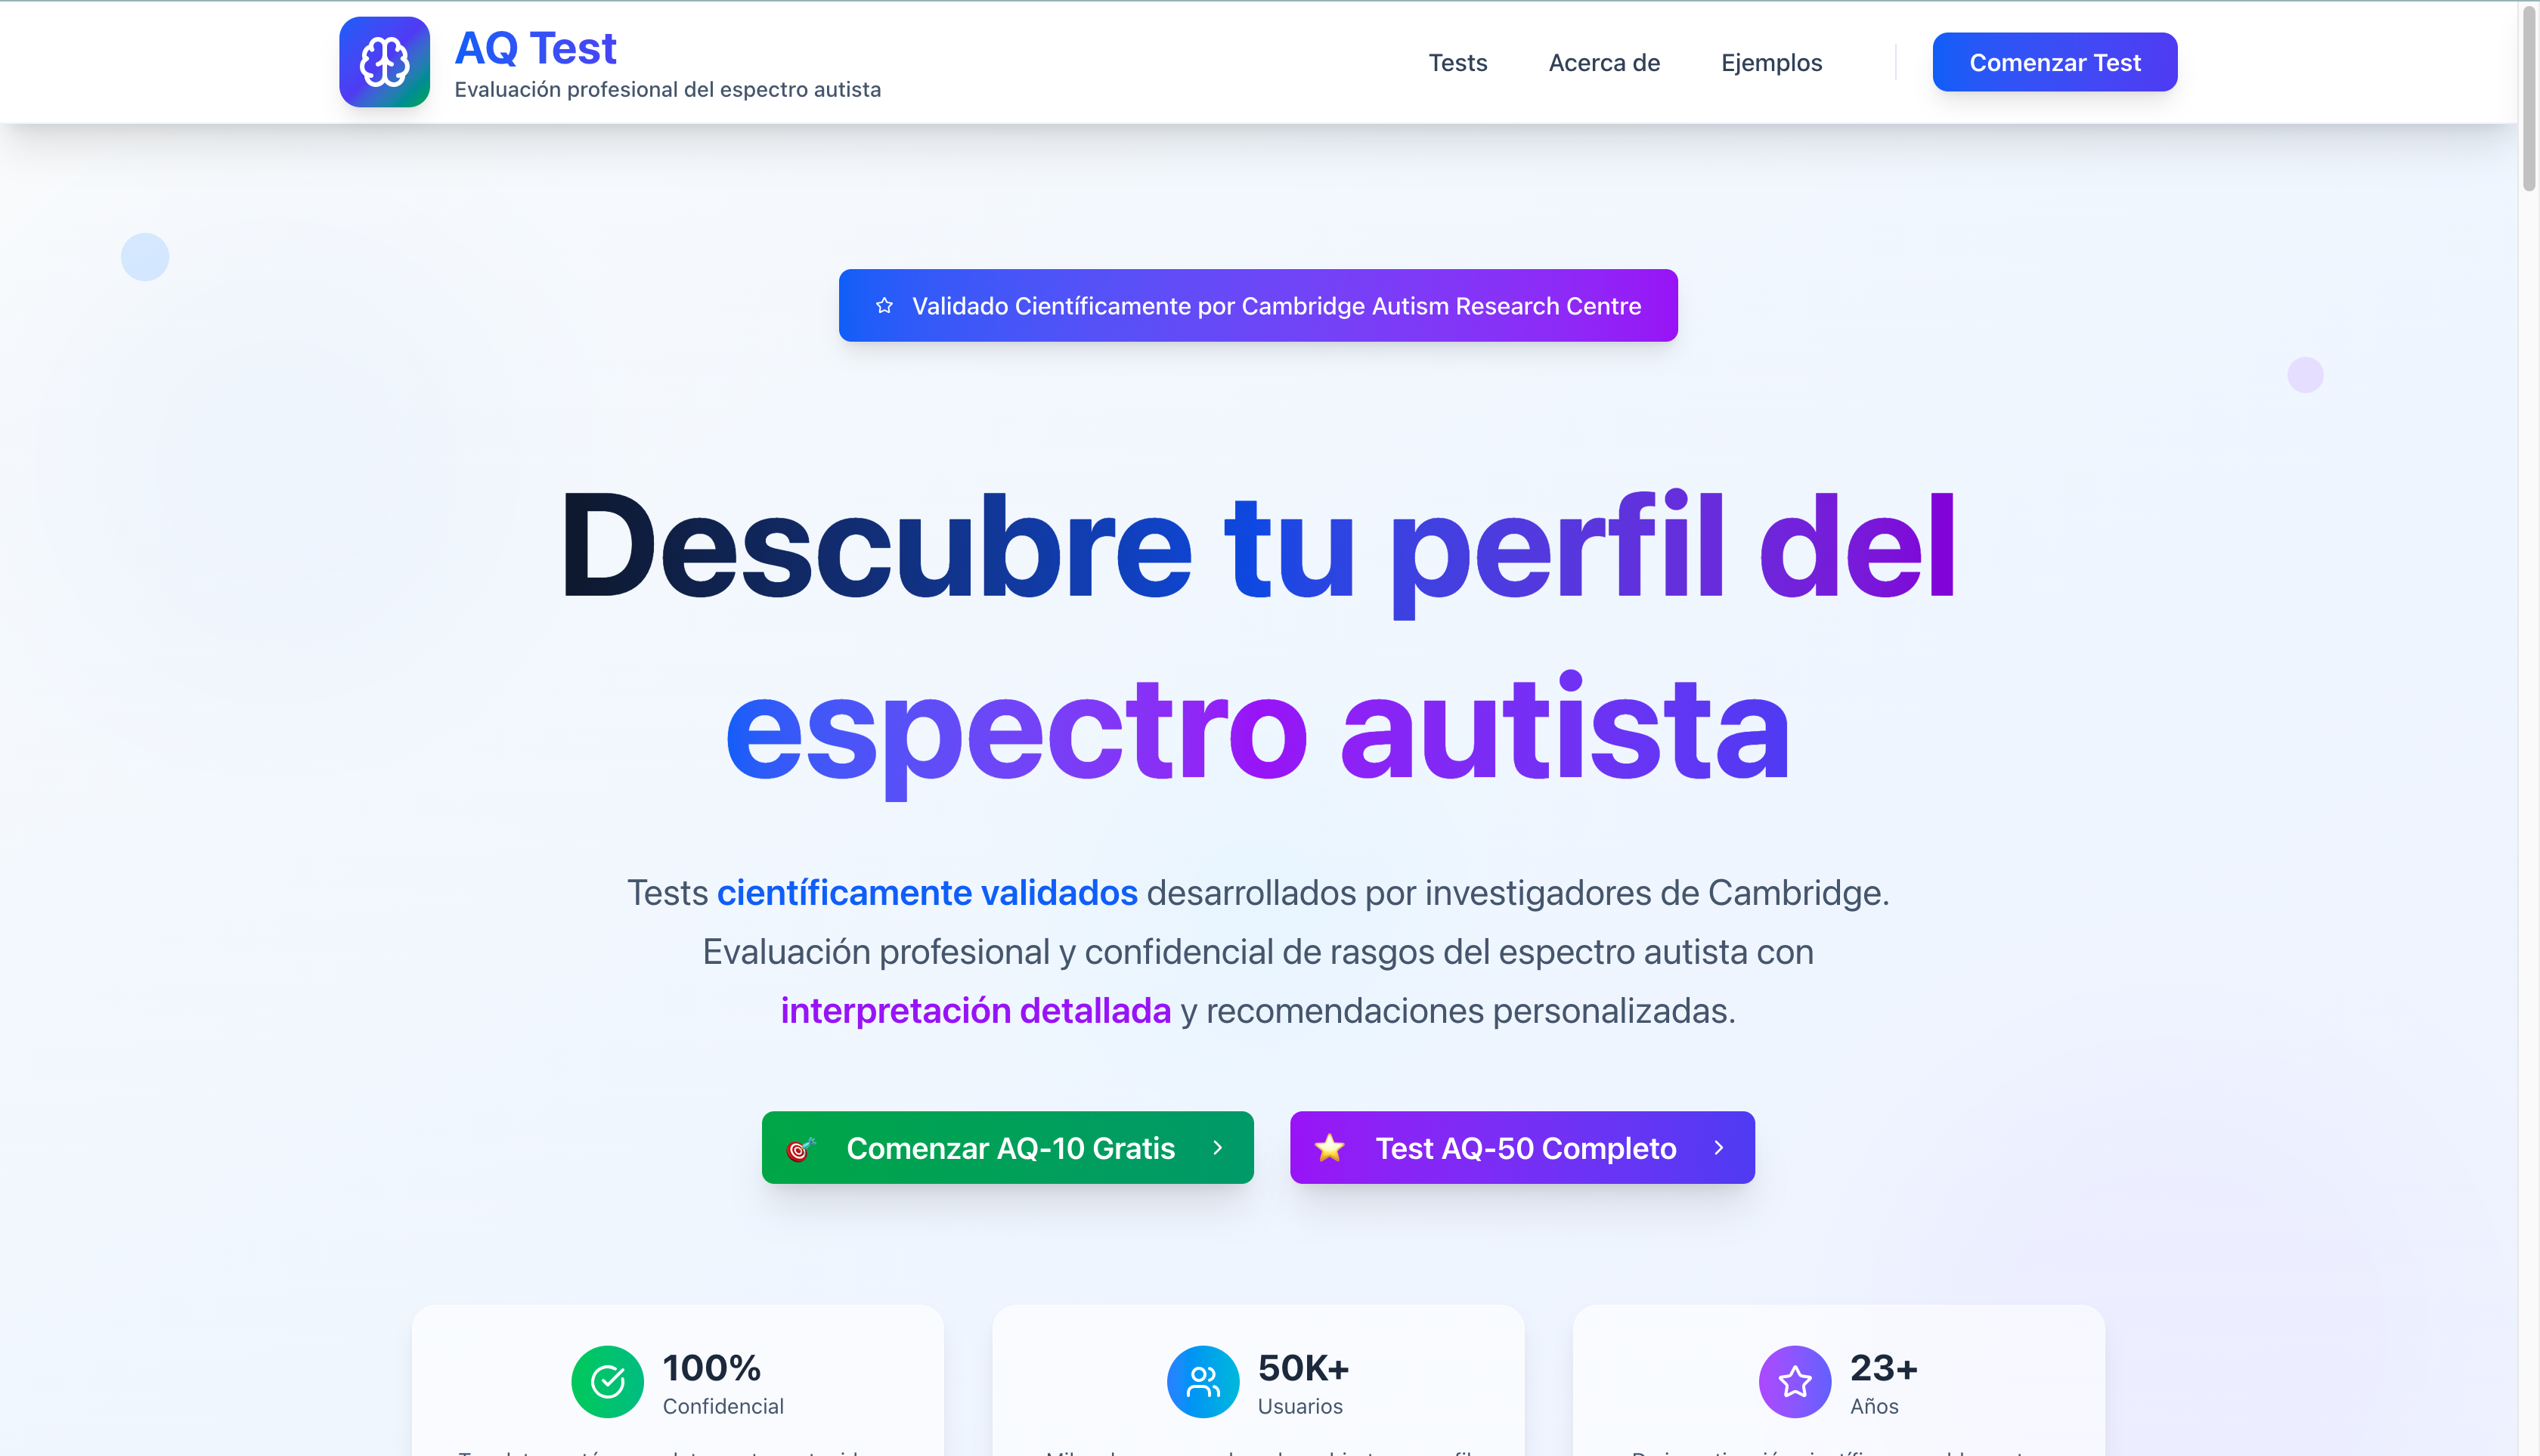 AQ Test
Evaluación profesional del espectro autista
Tests
Acerca de
Ejemplos
Comenzar Test
Validado Científicamente por Cambridge Autism Research Centre
Descubre tu perfil del
espectro autista
Tests científicamente validados desarrollados por investigadores de Cambridge.
Evaluación profesional y confidencial de rasgos del espectro autista con
interpretación detallada y recomendaciones personalizadas.
Comenzar AQ-10 Gratis
Test AQ-50 Completo
100%
Confidencial
50K+
Usuarios
23+
Años